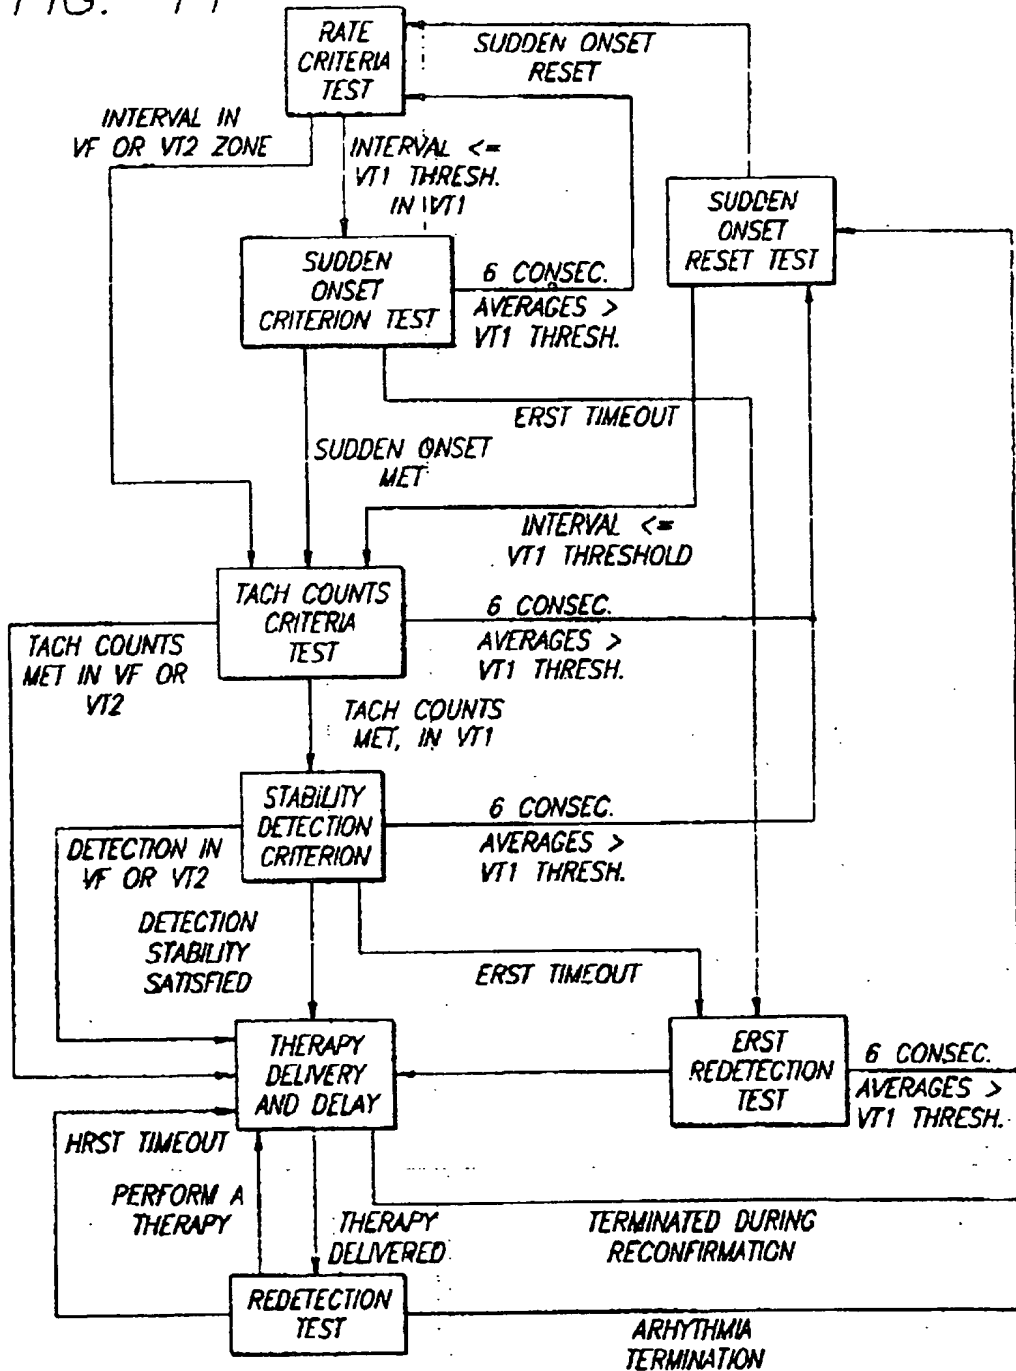 FIG. 11
RATE
CRITERIA
TEST
SUDDEN ONSET
RESET
INTERVAL IN
VF OR VT2 ZONE
INTERVAL <=
VT1 THRESH.
IN VT1
SUDDEN
ONSET
RESET TEST
SUDDEN
ONSET
CRITERION TEST
6 CONSEC.
AVERAGES >
VT1 THRESH.
ERST TIMEOUT
SUDDEN ONSET
MET
INTERVAL <=
VT1 THRESHOLD
TACH COUNTS
CRITERIA
TEST
6 CONSEC.
AVERAGES >
VT1 THRESH.
TACH COUNTS
MET IN VF OR
VT2
TACH COUNTS
MET, IN VT1
STABILITY
DETECTION
CRITERION
6 CONSEC.
AVERAGES >
VT1 THRESH.
DETECTION IN
VF OR VT2
DETECTION
STABILITY
SATISFIED
ERST TIMEOUT
THERAPY
DELIVERY
AND DELAY
ERST
REDETECTION
TEST
6 CONSEC.
AVERAGES >
VT1 THRESH.
HRST TIMEOUT
PERFORM A
THERAPY
THERAPY
DELIVERED
TERMINATED DURING
RECONFIRMATION
REDETECTION
TEST
ARHYTHMIA
TERMINATION